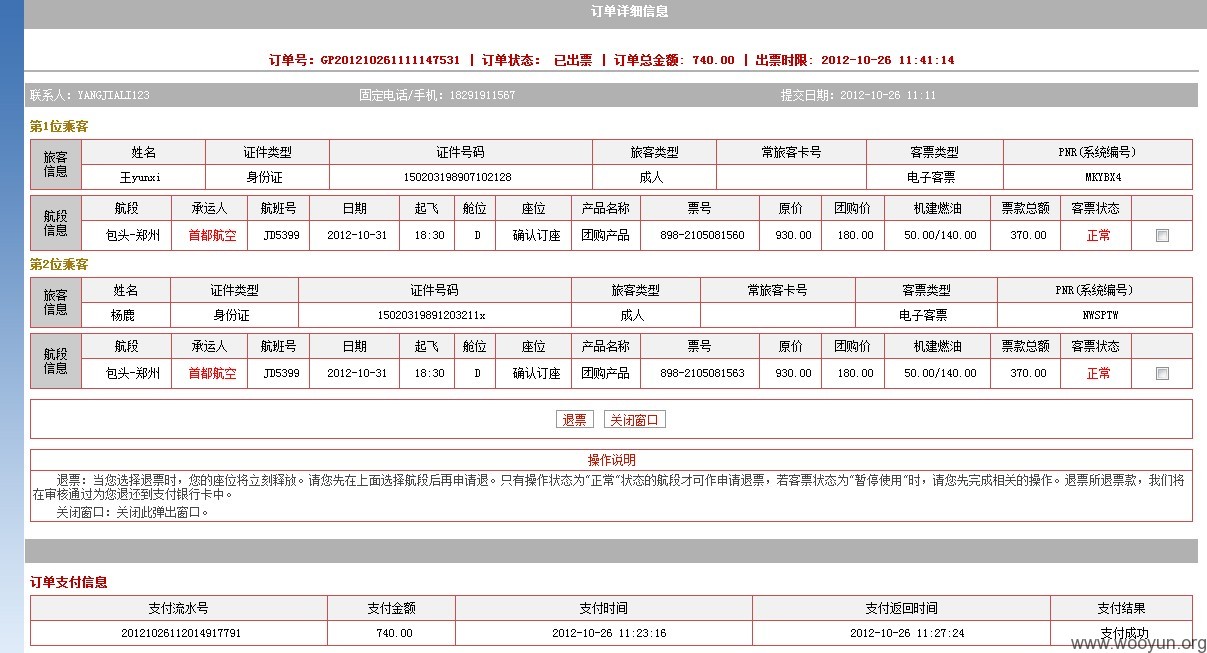 订单详细信息
订单号：GP201210261111147531 | 订单状态： 已出票 | 订单总金额: 740.00 | 出票时限: 2012-10-26 11:41:14
联系人: YANGJIALI123 固定电话/手机: 18291911567 提交日期: 2012-10-26 11:11
第1位乘客
旅客信息 姓名 证件类型 证件号码 旅客类型 常旅客卡号 客票类型 PNR(系统编号)
王yunxi 身份证 150203198907102128 成人 电子客票 MKYBX4
航段信息 航段 承运人 航班号 日期 起飞 舱位 座位 产品名称 票号 原价 团购价 机建燃油 票款总额 客票状态
包头-郑州 首都航空 JD5399 2012-10-31 18:30 D 确认订座 团购产品 898-2105081560 930.00 180.00 50.00/140.00 370.00 正常
第2位乘客
旅客信息 姓名 证件类型 证件号码 旅客类型 常旅客卡号 客票类型 PNR(系统编号)
杨鹿 身份证 15020319891203211x 成人 电子客票 NWSPTW
航段信息 航段 承运人 航班号 日期 起飞 舱位 座位 产品名称 票号 原价 团购价 机建燃油 票款总额 客票状态
包头-郑州 首都航空 JD5399 2012-10-31 18:30 D 确认订座 团购产品 898-2105081563 930.00 180.00 50.00/140.00 370.00 正常
退票 关闭窗口
操作说明
退票：当您选择退票时，您的座位将立刻释放。请您先在上面选择航段后再申请退。只有操作状态为"正常"状态的航段才可作申请退票，若客票状态为"暂停使用"时，请您先完成相关的操作。退票所退票款，我们将
在审核通过为您退还到支付银行卡中。
关闭窗口：关闭此弹出窗口。
订单支付信息
支付流水号 支付金额 支付时间 支付返回时间 支付结果
20121026112014917791 740.00 2012-10-26 11:23:16 2012-10-26 11:27:24 支付成功
www.wooyun.org